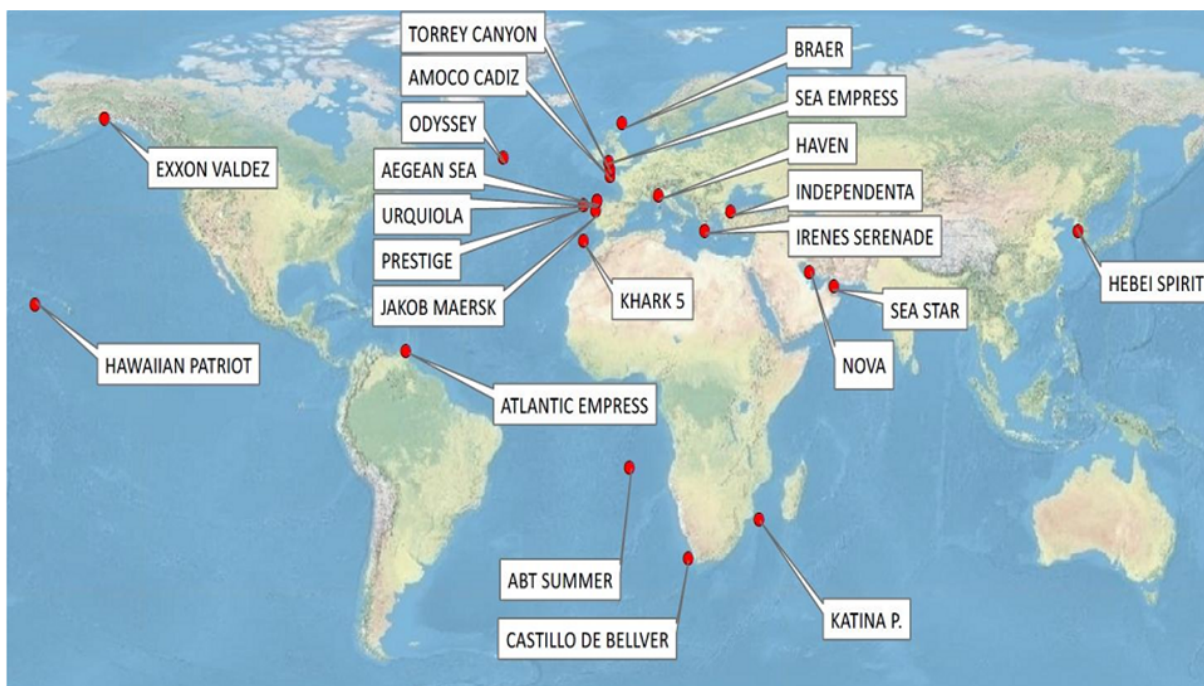 TORREY CANYON
BRAER
AMOCO CADIZ
SEA EMPRESS
ODYSSEY
HAVEN
EXXON VALDEZ
AEGEAN SEA
INDEPENDENTA
URQUIOLA
IRENES SERENADE
PRESTIGE
HEBEI SPIRIT
JAKOB MAERSK
KHARK 5
SEA STAR
HAWAIIAN PATRIOT
NOVA
ATLANTIC EMPRESS
ABT SUMMER
KATINA P.
CASTILLO DE BELLVER